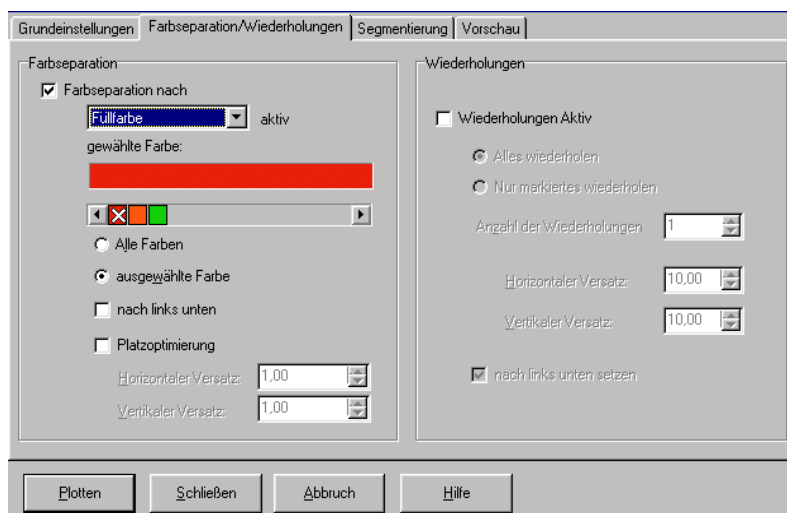 Grundeinstellungen Farbseparation/Wiederholungen Segmentierung Vorschau
Farbseparation
Farbseparation nach
Füllfarbe aktiv
gewählte Farbe:
Alle Farben
ausgewählte Farbe
nach links unten
Platzoptimierung
Horizontaler Versatz: 1,00
Vertikaler Versatz: 1,00
Wiederholungen
Wiederholungen Aktiv
Alles wiederholen
Nur markiertes wiederholen
Anzahl der Wiederholungen 1
Horizontaler Versatz: 10,00
Vertikaler Versatz: 10,00
nach links unten setzen
Plotten Schließen Abbruch Hilfe